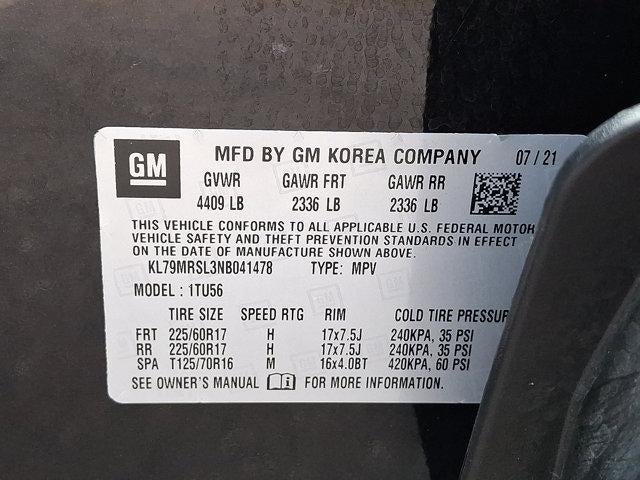 GM MFD BY GM KOREA COMPANY 07/21
GVWR GAWR FRT GAWR RR
4409 LB 2336 LB 2336 LB
THIS VEHICLE CONFORMS TO ALL APPLICABLE U.S. FEDERAL MOTOR
VEHICLE SAFETY AND THEFT PREVENTION STANDARDS IN EFFECT
ON THE DATE OF MANUFACTURE SHOWN ABOVE.
KL79MRSL3NB041478 TYPE: MPV
MODEL : 1TU56
TIRE SIZE SPEED RTG RIM COLD TIRE PRESSUR
FRT 225/60R17 H 17x7.5J 240KPA, 35 PSI
RR 225/60R17 H 17x7.5J 240KPA, 35 PSI
SPA T125/70R16 M 16x4.0BT 420KPA, 60 PSI
SEE OWNER'S MANUAL i FOR MORE INFORMATION.